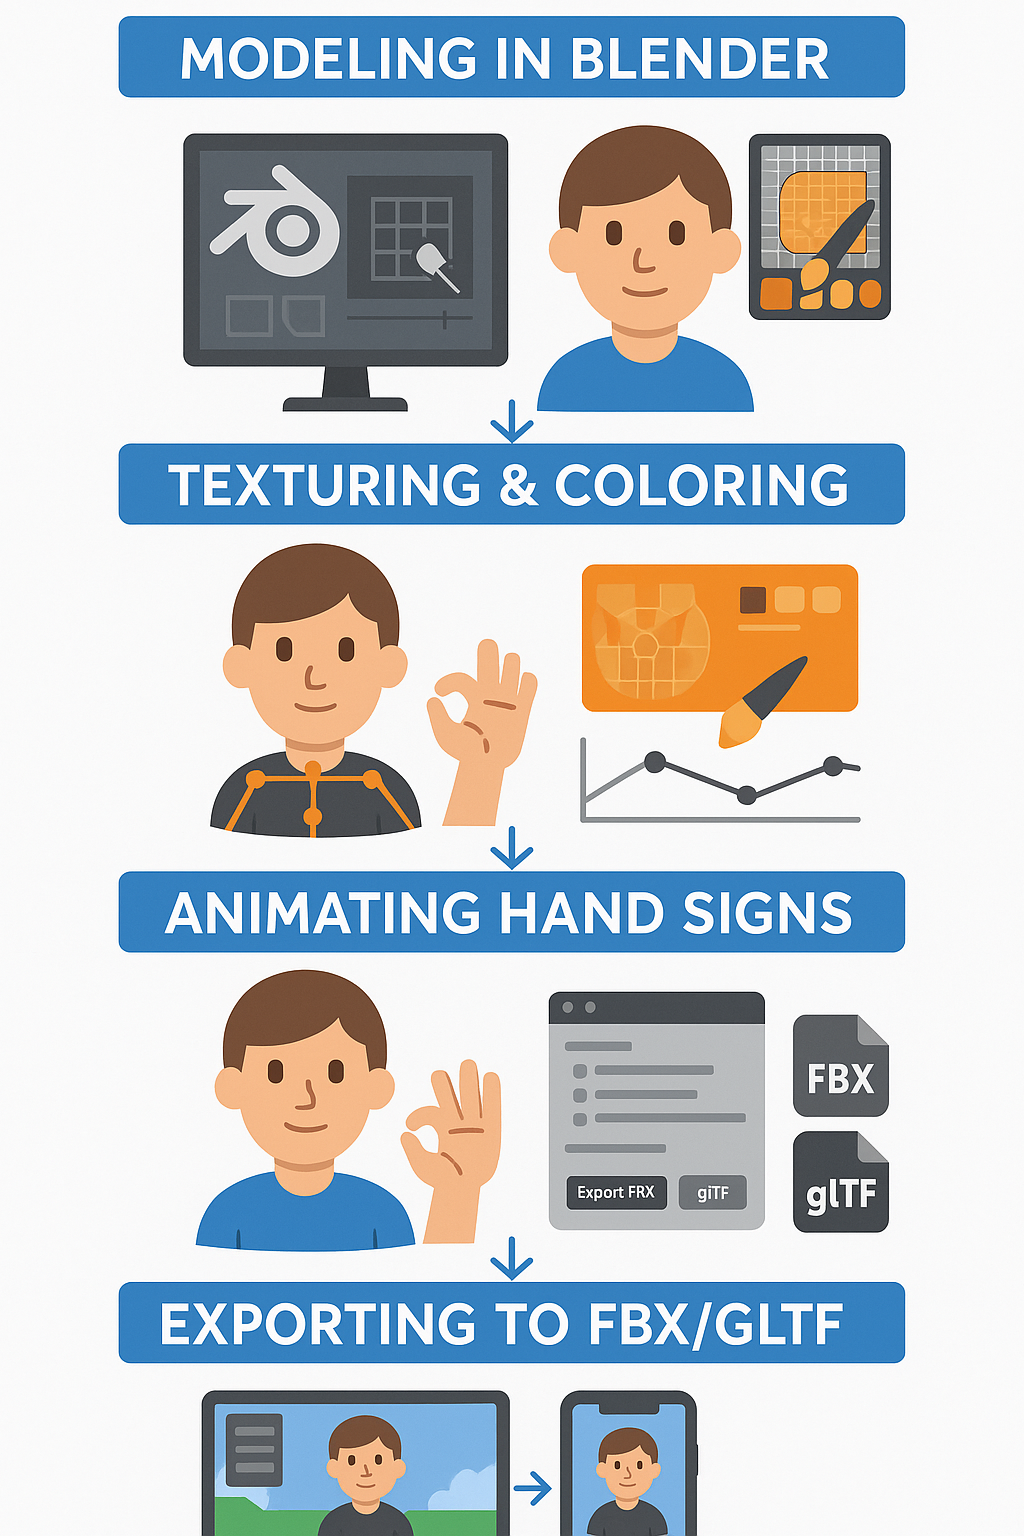 MODELING IN BLENDER
TEXTURING & COLORING
ANIMATING HAND SIGNS
FBX
glTF
Export FRX
giTF
EXPORTING TO FBX/GLTF